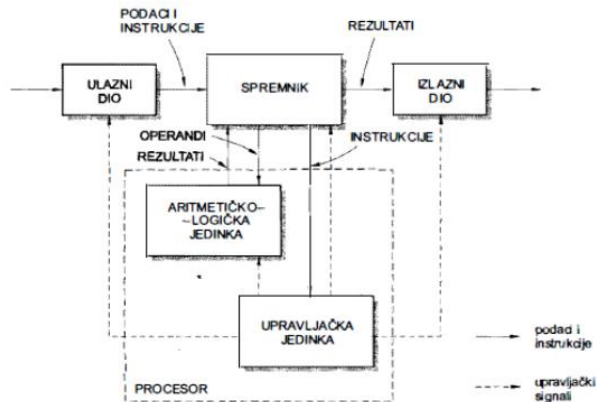 PODACI I
INSTRUKCIJE
REZULTATI
ULAZNI
DIO
SPREMNIK
IZLAZNI
DIO
OPERANDI
REZULTATI
INSTRUKCIJE
ARITMETIČKO–
–LOGIČKA
JEDINKA
UPRAVLJAČKA
JEDINKA
PROCESOR
podaci i
instrukcije
upravljački
signali